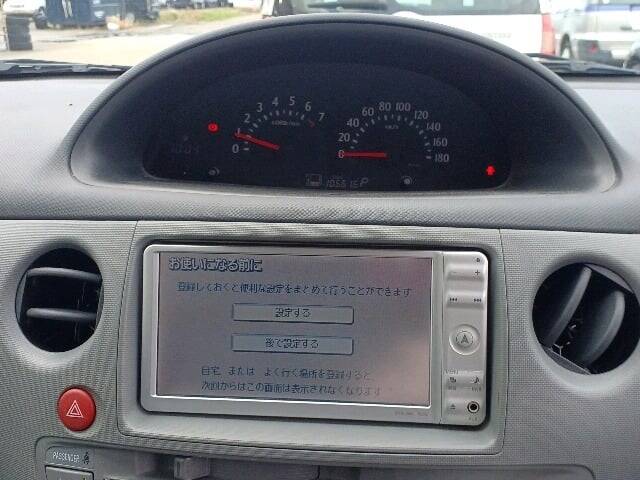 0 1 2 3 4 5 6 7
0 20 40 60 80 100 120 140 160 180
P
お使いになる前に
登録しておくと便利な設定をまとめて行うことができます
設定する
後で設定する
自宅、または よく行く場所を登録すると
次回からはこの画面は表示されなくなります
MENU
PASSENGER